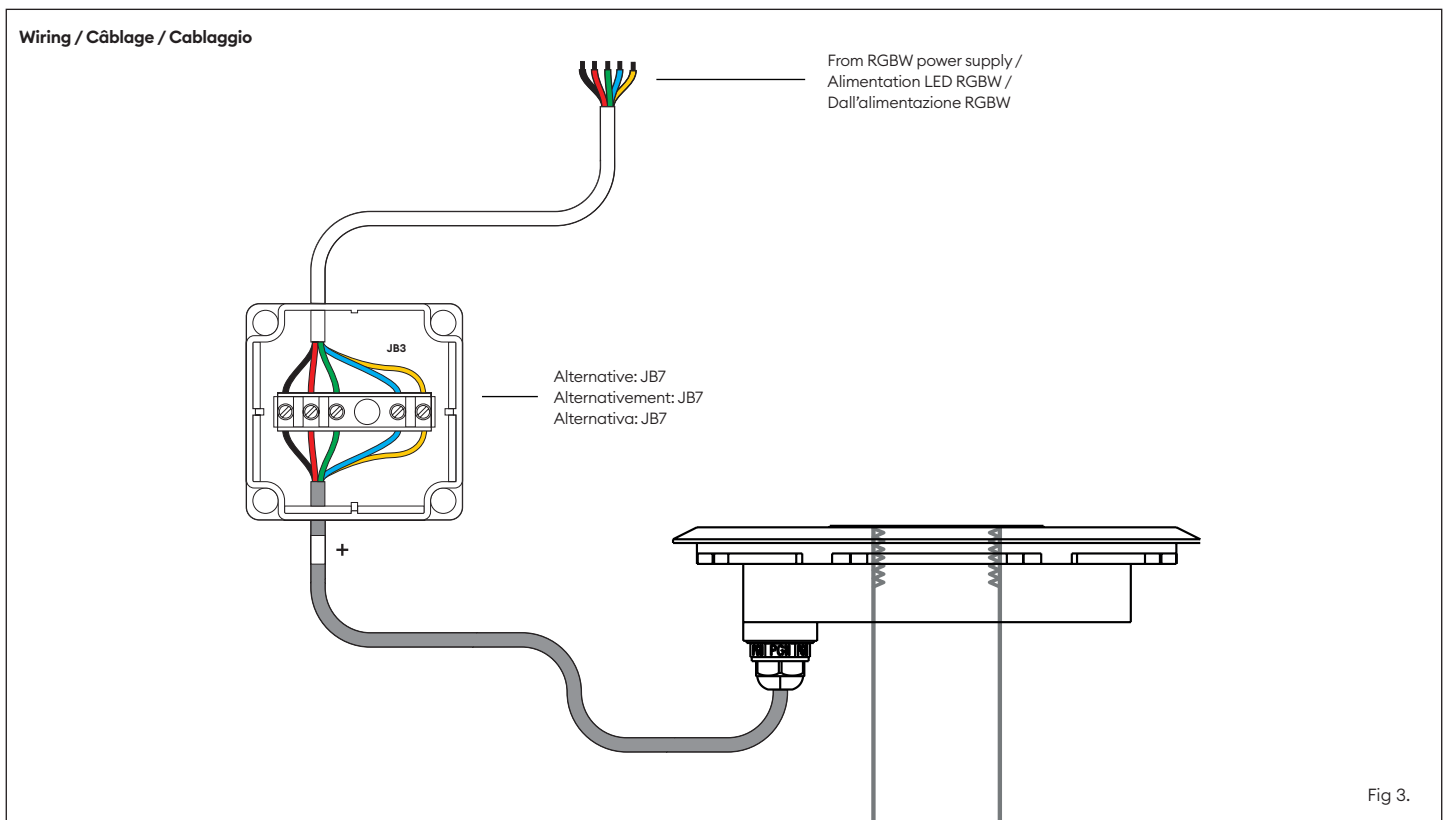 Wiring / Câblage / Cablaggio
From RGBW power supply /
Alimentation LED RGBW /
Dall'alimentazione RGBW
JB3
Alternative: JB7
Alternativement: JB7
Alternativa: JB7
+
Fig 3.